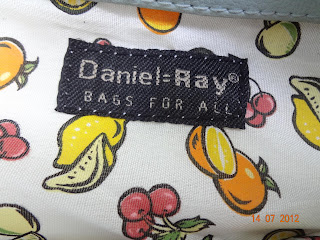 Daniel=Ray®
BAGS FOR ALL
14 07 2012